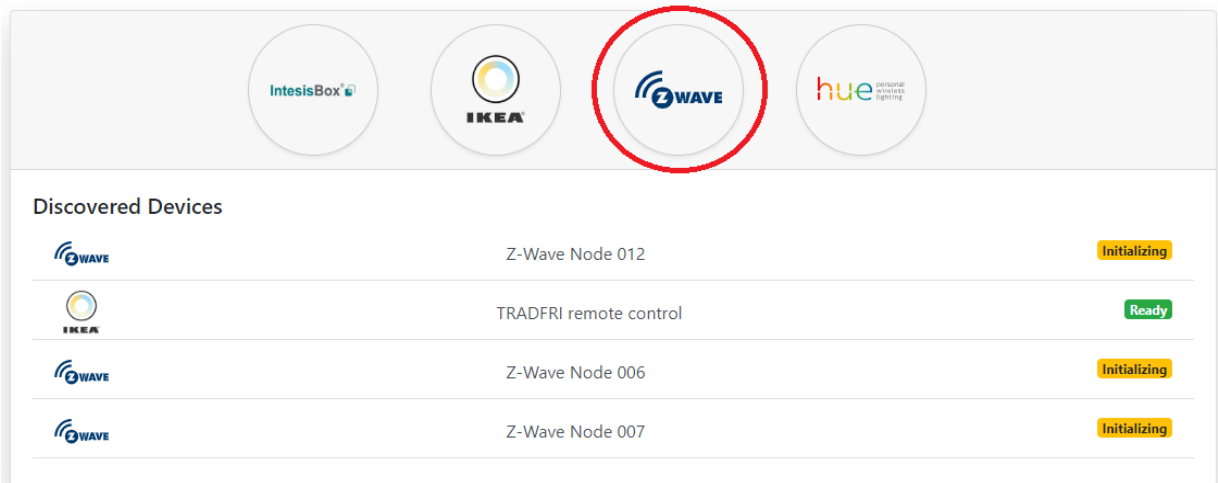 IntesisBox®
IKEA
Z WAVE
hue personal wireless lighting
Discovered Devices
Z WAVE Z-Wave Node 012 Initializing
IKEA TRADFRI remote control Ready
Z WAVE Z-Wave Node 006 Initializing
Z WAVE Z-Wave Node 007 Initializing